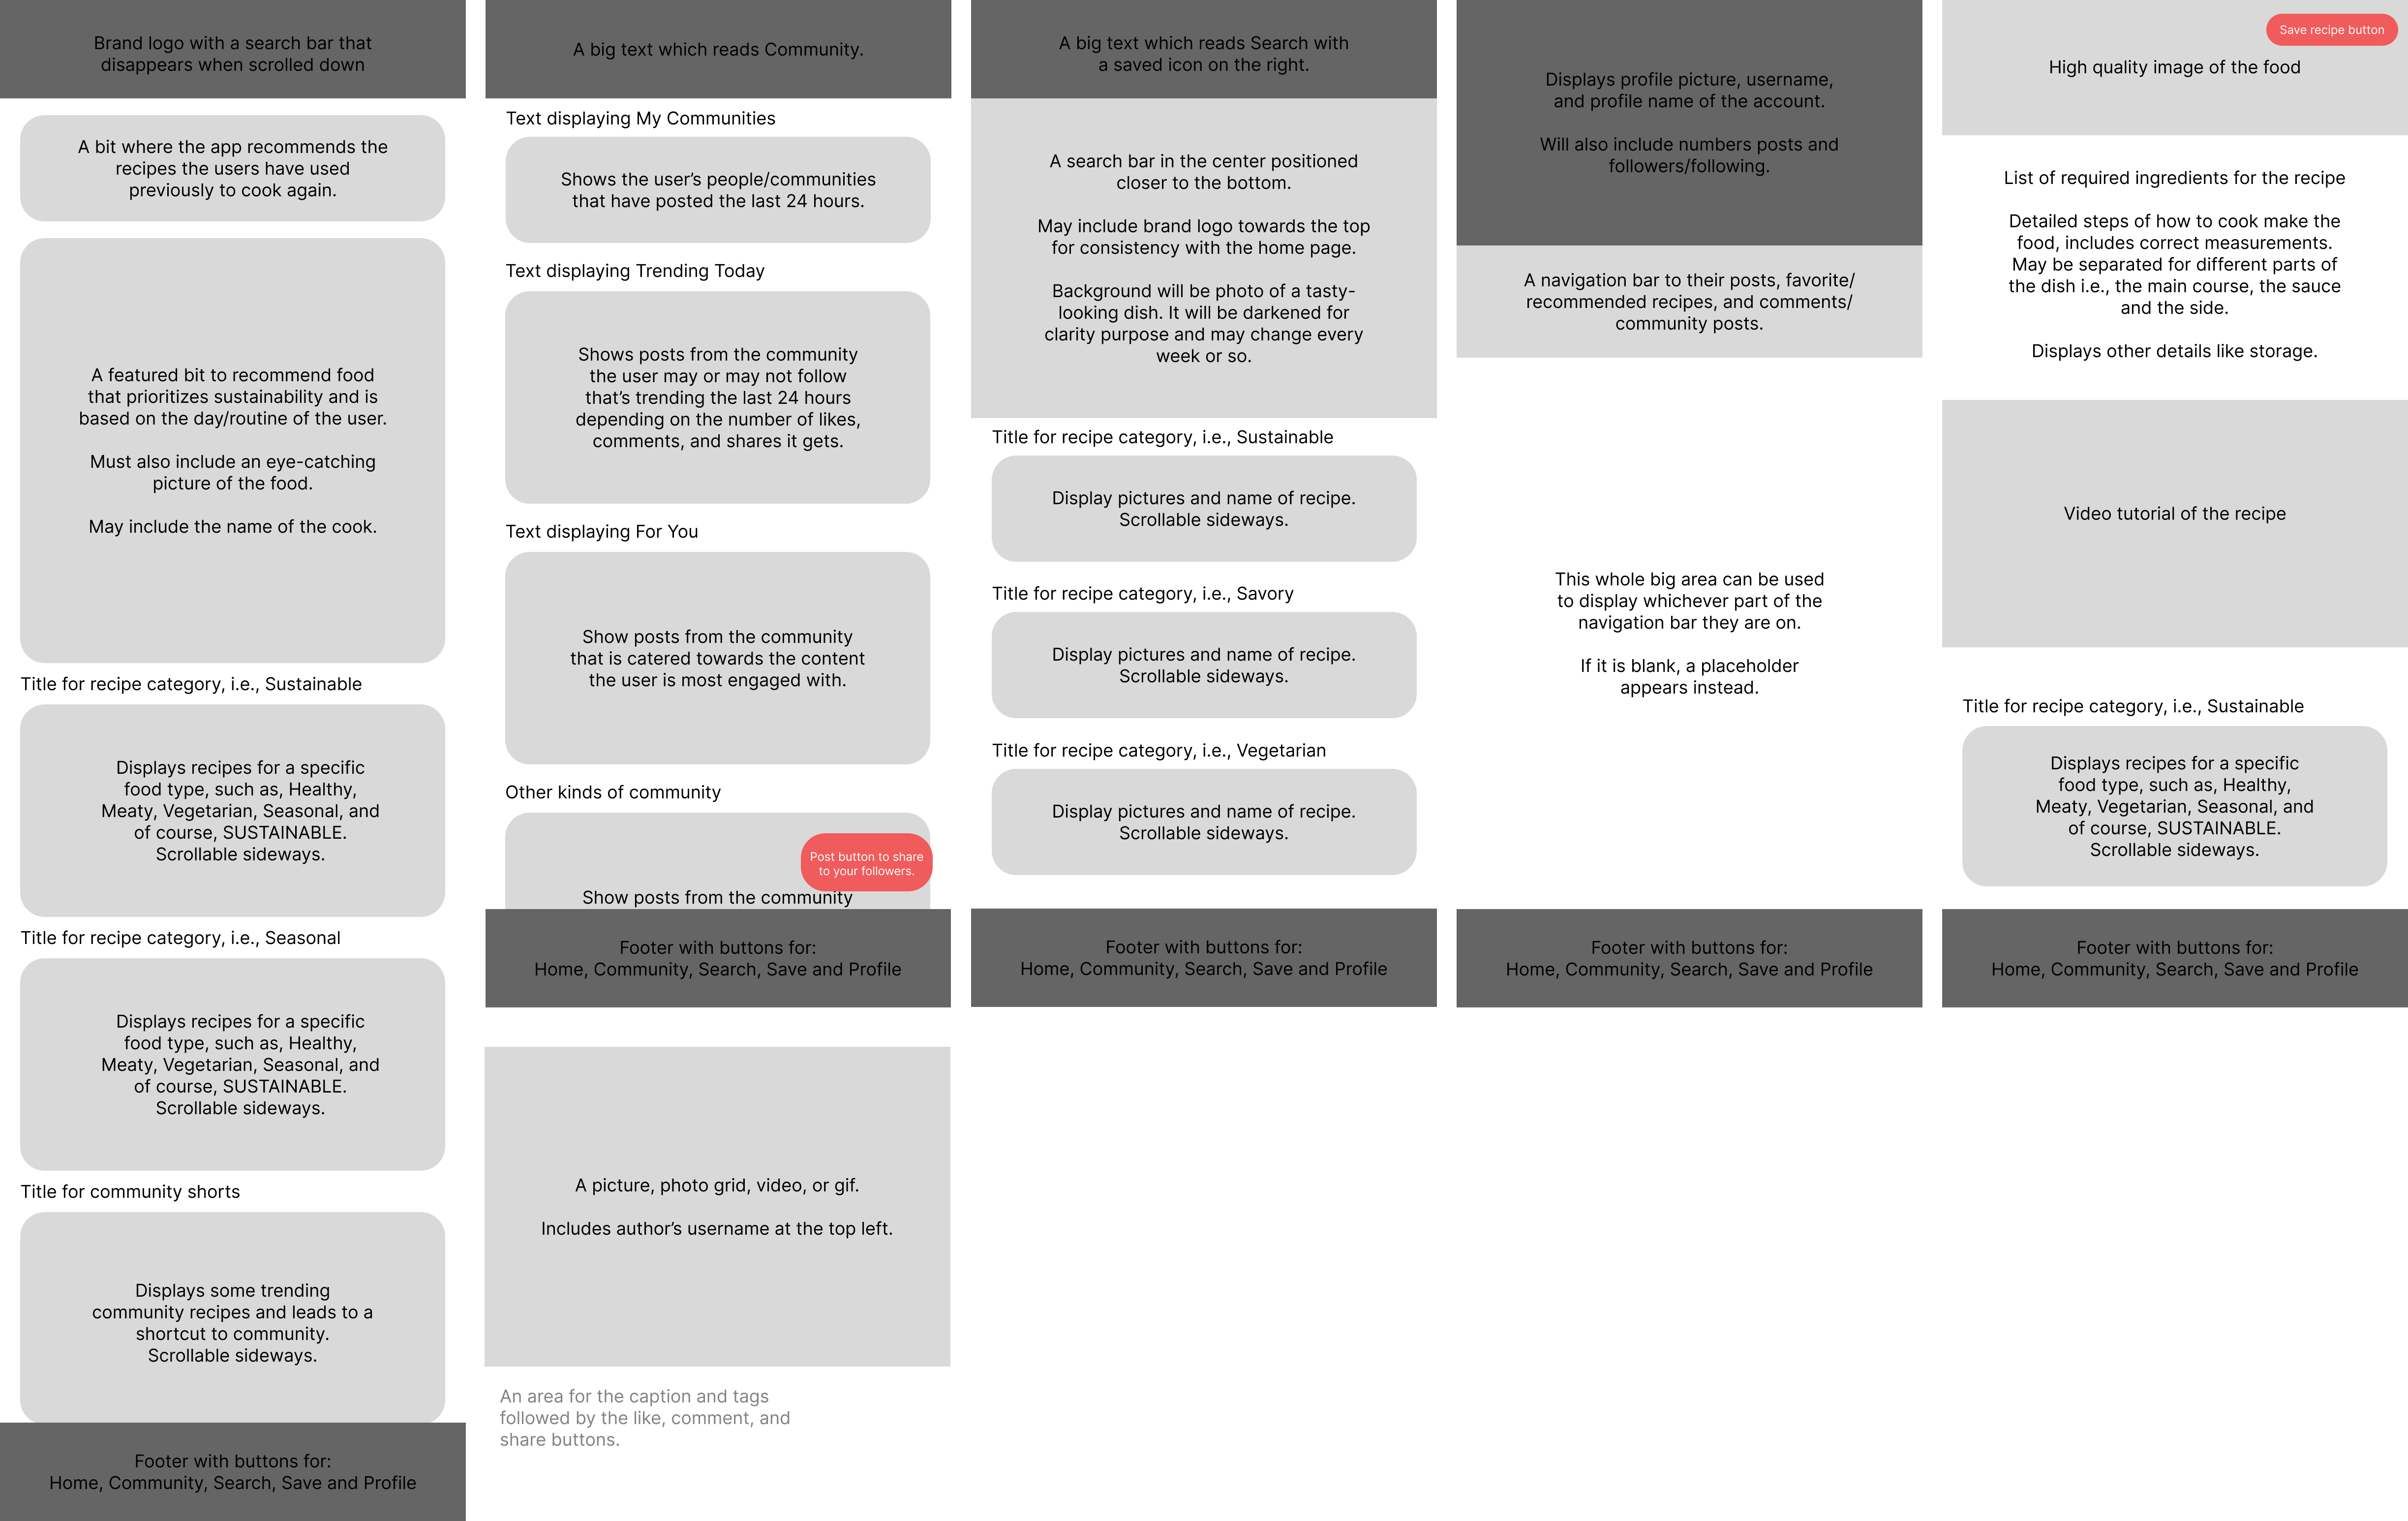 Brand logo with a search bar that
disappears when scrolled down
A bit where the app recommends the
recipes the users have used
previously to cook again.
A featured bit to recommend food
that prioritizes sustainability and is
based on the day/routine of the user.
Must also include an eye-catching
picture of the food.
May include the name of the cook.
Title for recipe category, i.e., Sustainable
Displays recipes for a specific
food type, such as, Healthy,
Meaty, Vegetarian, Seasonal, and
of course, SUSTAINABLE.
Scrollable sideways.
Title for recipe category, i.e., Seasonal
Displays recipes for a specific
food type, such as, Healthy,
Meaty, Vegetarian, Seasonal, and
of course, SUSTAINABLE.
Scrollable sideways.
Title for community shorts
Displays some trending
community recipes and leads to a
shortcut to community.
Scrollable sideways.
Footer with buttons for:
Home, Community, Search, Save and Profile
A big text which reads Community.
Text displaying My Communities
Shows the user’s people/communities
that have posted the last 24 hours.
Text displaying Trending Today
Shows posts from the community
the user may or may not follow
that’s trending the last 24 hours
depending on the number of likes,
comments, and shares it gets.
Text displaying For You
Show posts from the community
that is catered towards the content
the user is most engaged with.
Other kinds of community
Post button to share
to your followers.
Show posts from the community
Footer with buttons for:
Home, Community, Search, Save and Profile
A picture, photo grid, video, or gif.
Includes author’s username at the top left.
An area for the caption and tags
followed by the like, comment, and
share buttons.
A big text which reads Search with
a saved icon on the right.
A search bar in the center positioned
closer to the bottom.
May include brand logo towards the top
for consistency with the home page.
Background will be photo of a tasty-
looking dish. It will be darkened for
clarity purpose and may change every
week or so.
Title for recipe category, i.e., Sustainable
Display pictures and name of recipe.
Scrollable sideways.
Title for recipe category, i.e., Savory
Display pictures and name of recipe.
Scrollable sideways.
Title for recipe category, i.e., Vegetarian
Display pictures and name of recipe.
Scrollable sideways.
Footer with buttons for:
Home, Community, Search, Save and Profile
Displays profile picture, username,
and profile name of the account.
Will also include numbers posts and
followers/following.
A navigation bar to their posts, favorite/
recommended recipes, and comments/
community posts.
This whole big area can be used
to display whichever part of the
navigation bar they are on.
If it is blank, a placeholder
appears instead.
Footer with buttons for:
Home, Community, Search, Save and Profile
Save recipe button
High quality image of the food
List of required ingredients for the recipe
Detailed steps of how to cook make the
food, includes correct measurements.
May be separated for different parts of
the dish i.e., the main course, the sauce
and the side.
Displays other details like storage.
Video tutorial of the recipe
Title for recipe category, i.e., Sustainable
Displays recipes for a specific
food type, such as, Healthy,
Meaty, Vegetarian, Seasonal, and
of course, SUSTAINABLE.
Scrollable sideways.
Footer with buttons for:
Home, Community, Search, Save and Profile